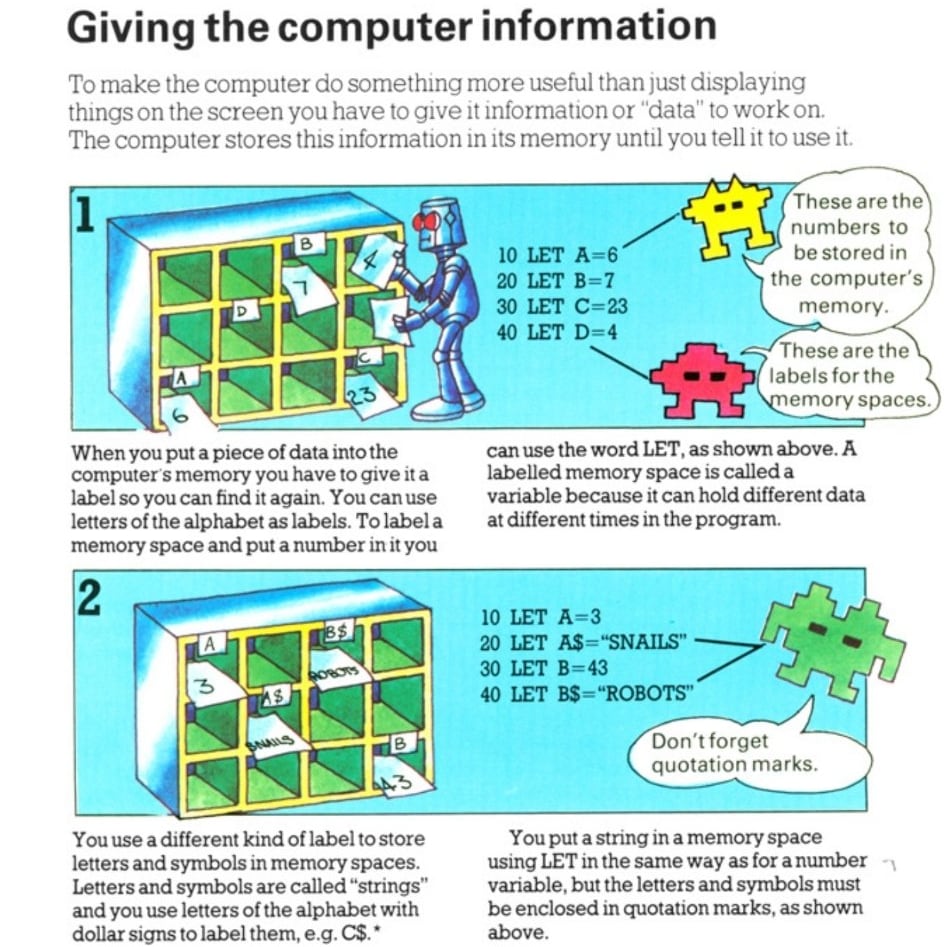 Giving the computer information
To make the computer do something more useful than just displaying
things on the screen you have to give it information or "data" to work on.
The computer stores this information in its memory until you tell it to use it.
1
B
4
7
D
C
A
23
6
10 LET A=6
20 LET B=7
30 LET C=23
40 LET D=4
These are the
numbers to
be stored in
the computer's
memory.
These are the
labels for the
memory spaces.
When you put a piece of data into the
computer's memory you have to give it a
label so you can find it again. You can use
letters of the alphabet as labels. To label a
memory space and put a number in it you
can use the word LET, as shown above. A
labelled memory space is called a
variable because it can hold different data
at different times in the program.
2
A
B$
3
ROBOTS
A$
SNAILS
B
43
10 LET A=3
20 LET A$="SNAILS"
30 LET B=43
40 LET B$="ROBOTS"
Don't forget
quotation marks.
You use a different kind of label to store
letters and symbols in memory spaces.
Letters and symbols are called "strings"
and you use letters of the alphabet with
dollar signs to label them, e.g. C$.*
You put a string in a memory space
using LET in the same way as for a number
variable, but the letters and symbols must
be enclosed in quotation marks, as shown
above.